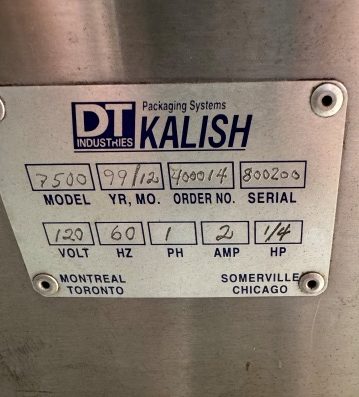 DT
INDUSTRIES
Packaging Systems
KALISH
7500 99/12 400014 800200
MODEL YR, MO. ORDER NO. SERIAL
120 60 1 2 1/4
VOLT HZ PH AMP HP
MONTREAL SOMERVILLE
TORONTO CHICAGO